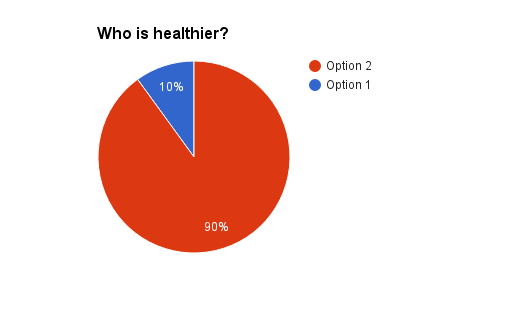 Who is healthier?
Option 2
Option 1
10%
90%